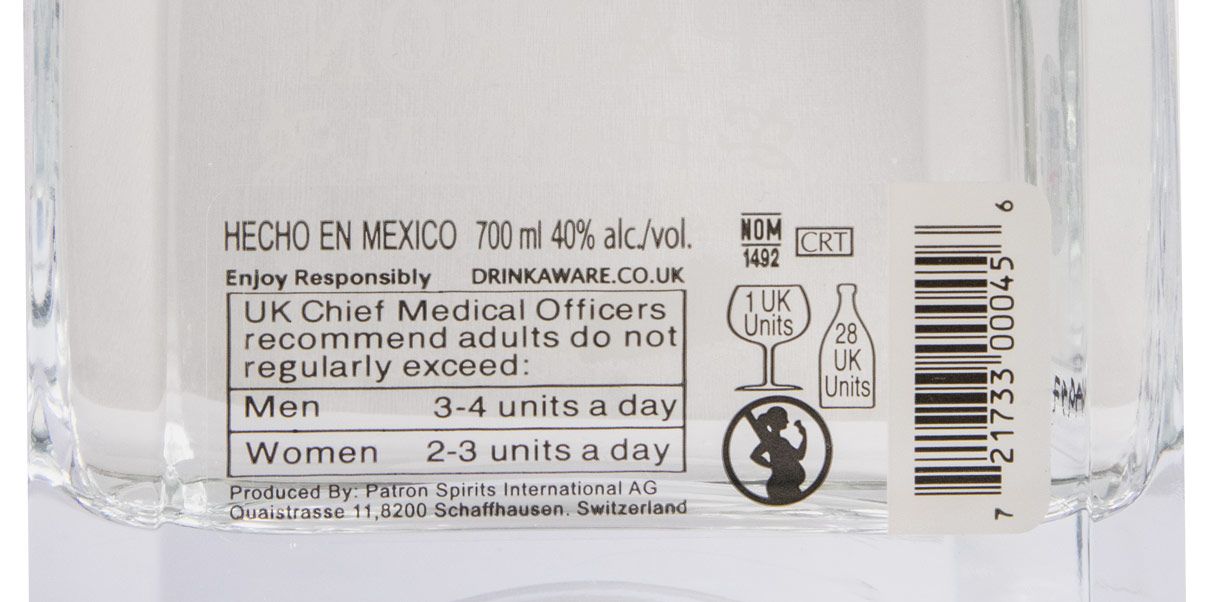 HECHO EN MEXICO 700 ml 40% alc./vol.
NOM
1492
CRT
Enjoy Responsibly DRINKAWARE.CO.UK
UK Chief Medical Officers
recommend adults do not
regularly exceed:
Men 3-4 units a day
Women 2-3 units a day
1 UK
Units
28
UK
Units
Produced By: Patron Spirits International AG
Quaistrasse 11,8200 Schaffhausen. Switzerland
7 21733 00045 6